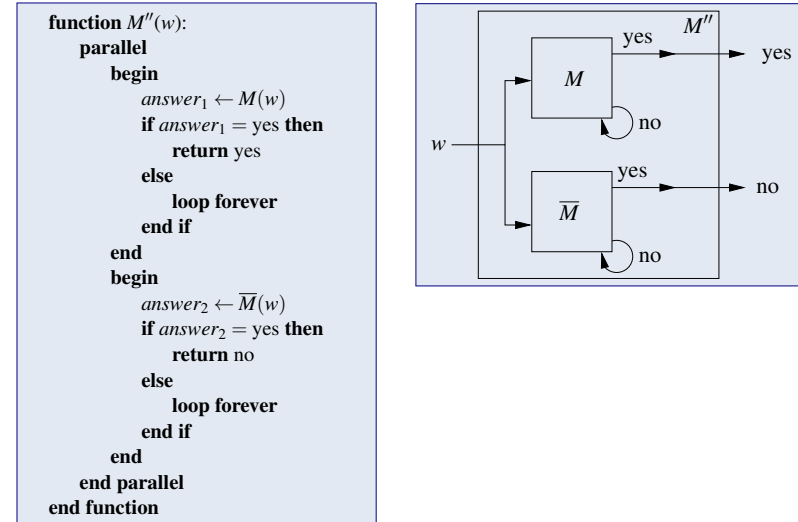 function M″(w):
parallel
begin
answer₁ ← M(w)
if answer₁ = yes then
return yes
else
loop forever
end if
end
begin
answer₂ ← M̅(w)
if answer₂ = yes then
return no
else
loop forever
end if
end
end parallel
end function
M″
yes
yes
M
no
w
yes
no
M̅
no